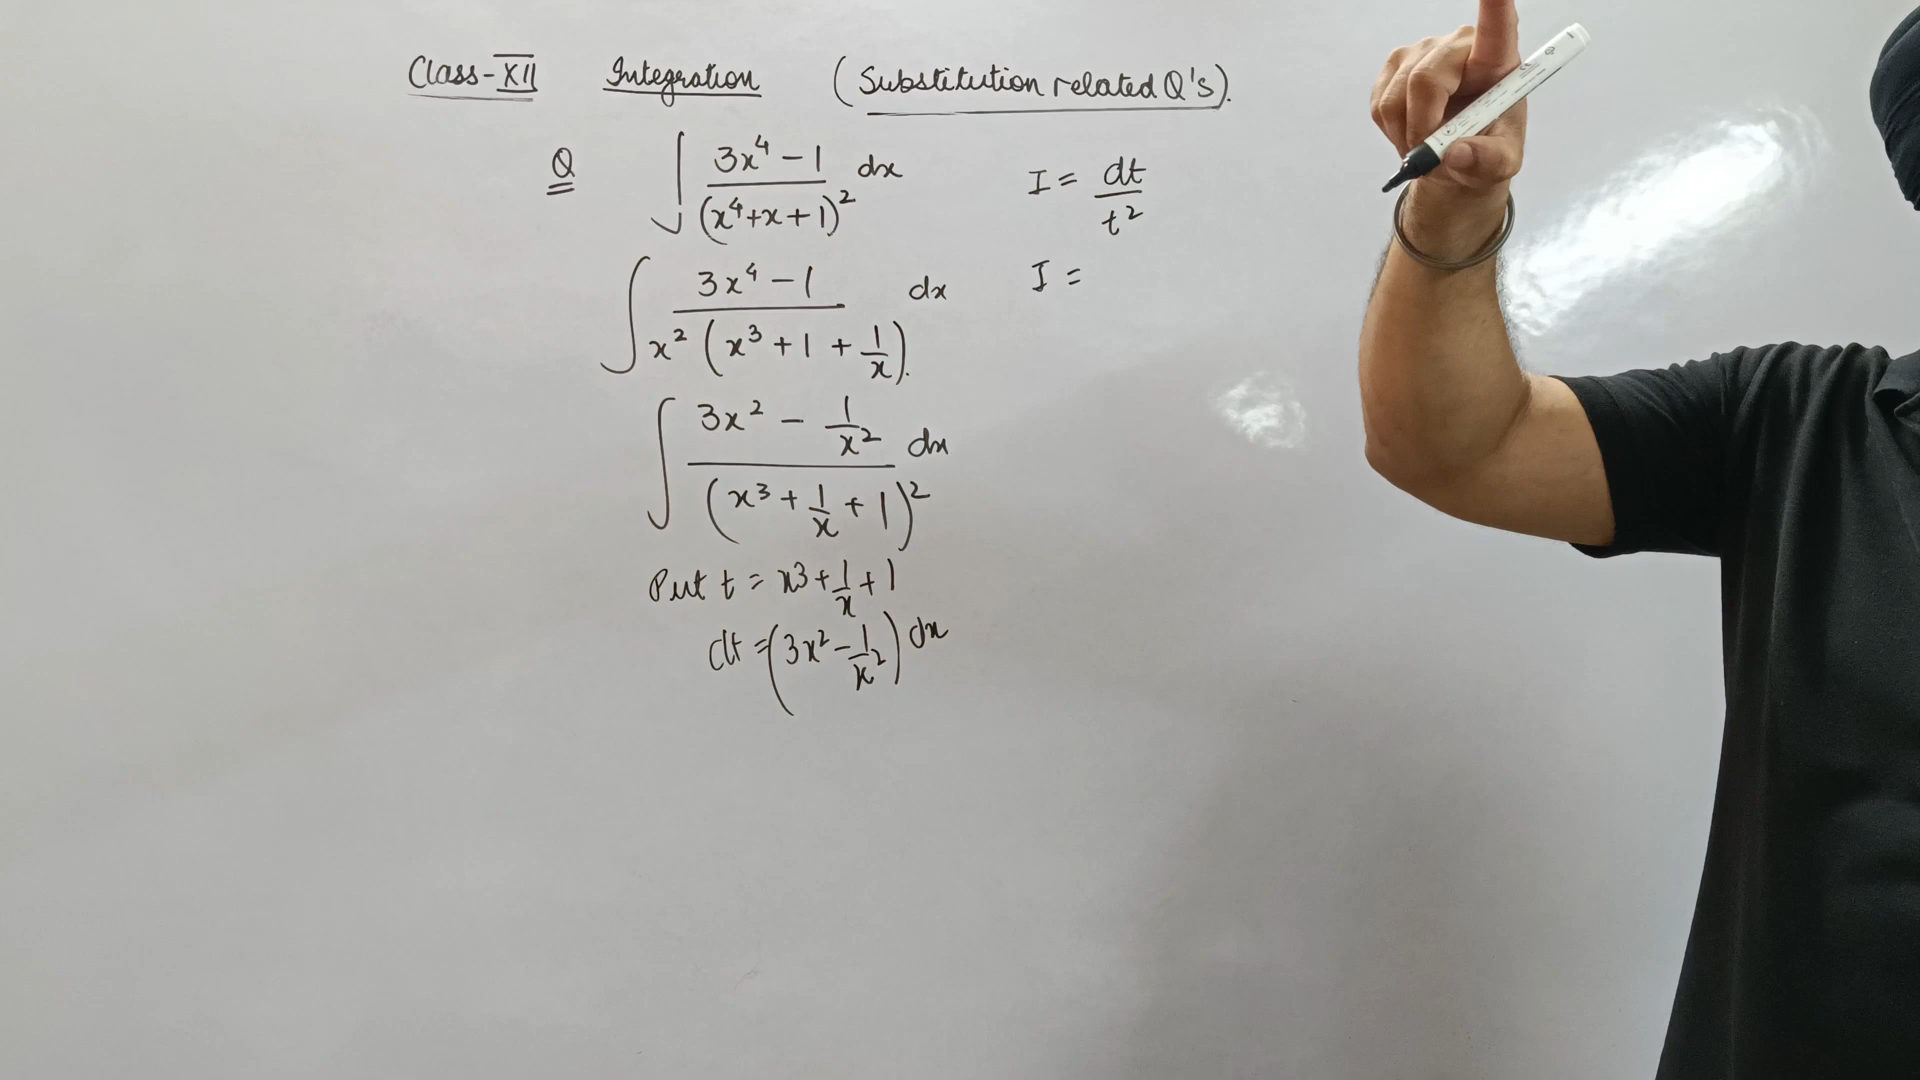 Class-XII Integration (Substitution related Q's).
Q ∫ (3x⁴ - 1)/(x⁴+x+1)² dx
∫ (3x⁴ - 1)/(x² (x³ + 1 + 1/x)) dx
∫ (3x² - 1/x²)/(x³ + 1/x + 1)² dx
Put t = x³ + 1/x + 1
dt = (3x² - 1/x²) dx
I = dt/t²
I =